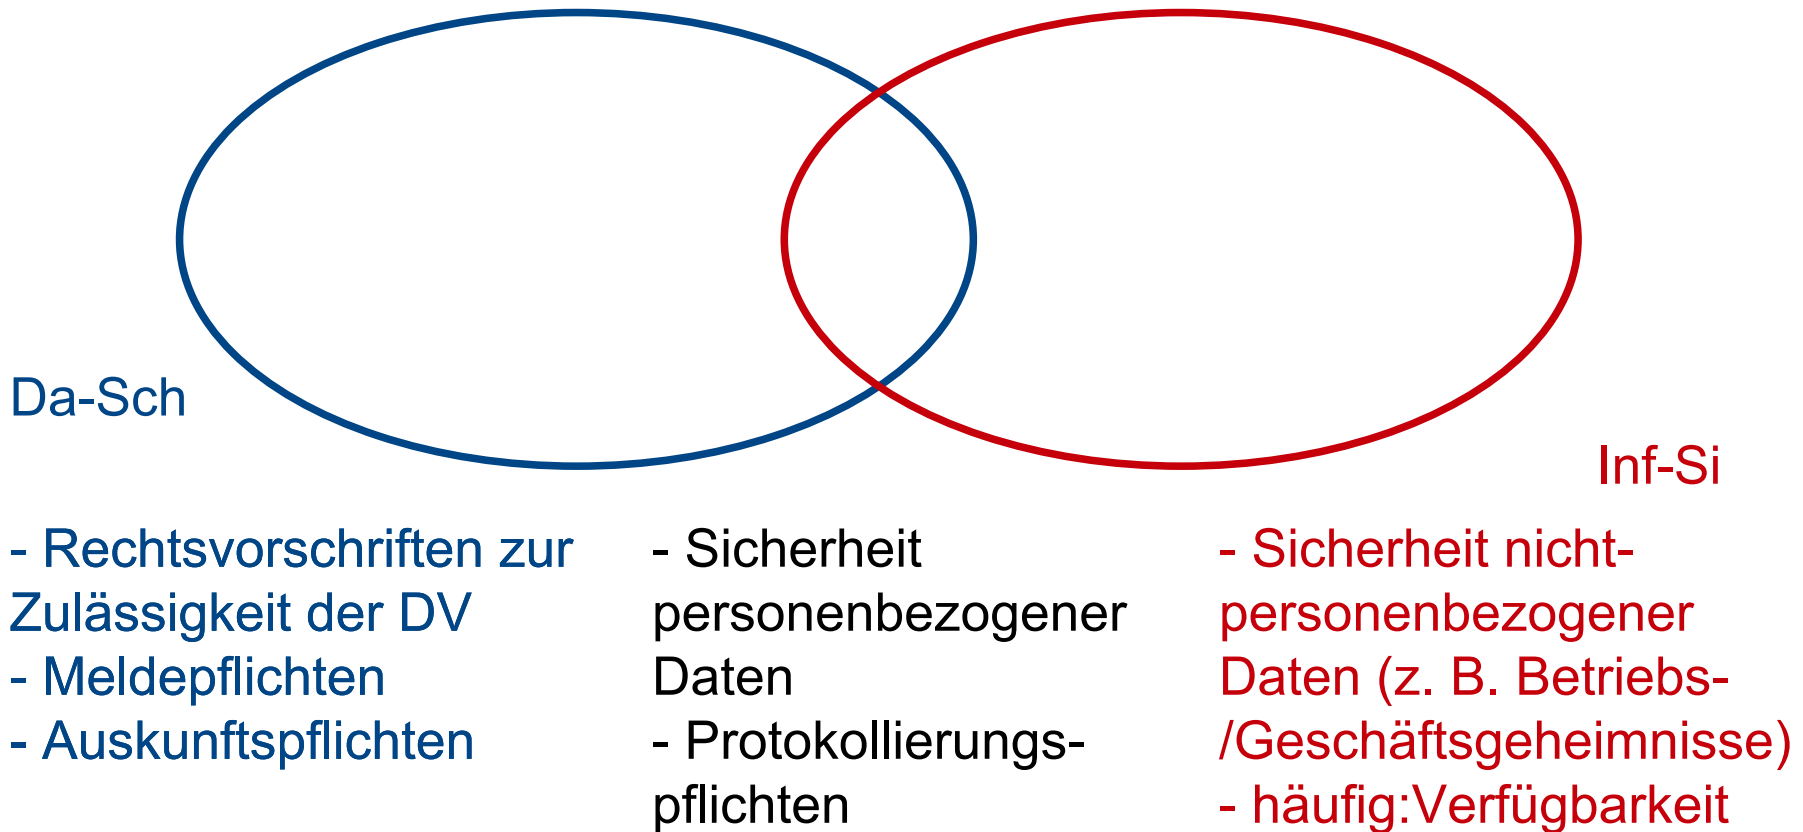 Da-Sch
Inf-Si
- Rechtsvorschriften zur
Zulässigkeit der DV
- Meldepflichten
- Auskunftspflichten
- Sicherheit
personenbezogener
Daten
- Protokollierungs-
pflichten
- Sicherheit nicht-
personenbezogener
Daten (z. B. Betriebs-
/Geschäftsgeheimnisse)
- häufig:Verfügbarkeit